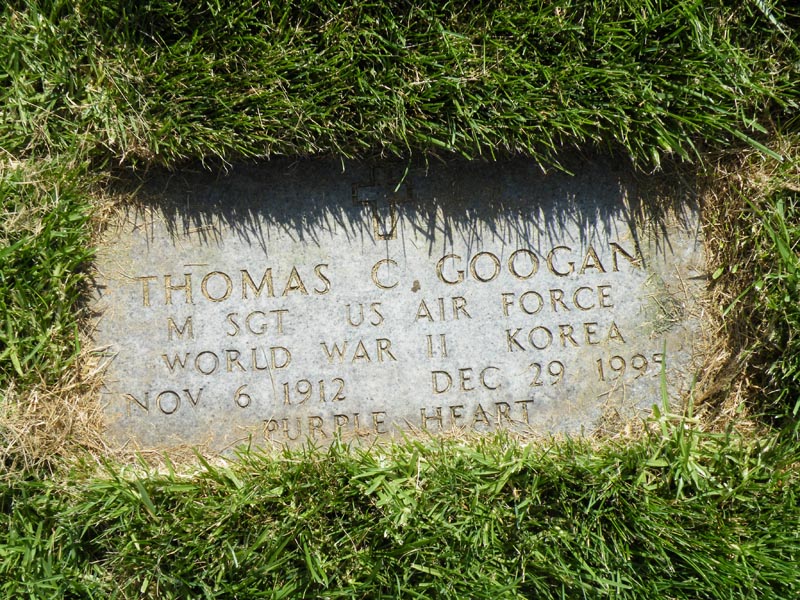 THOMAS C GOOGAN
M SGT US AIR FORCE
WORLD WAR II KOREA
NOV 6 1912 DEC 29 1995
PURPLE HEART